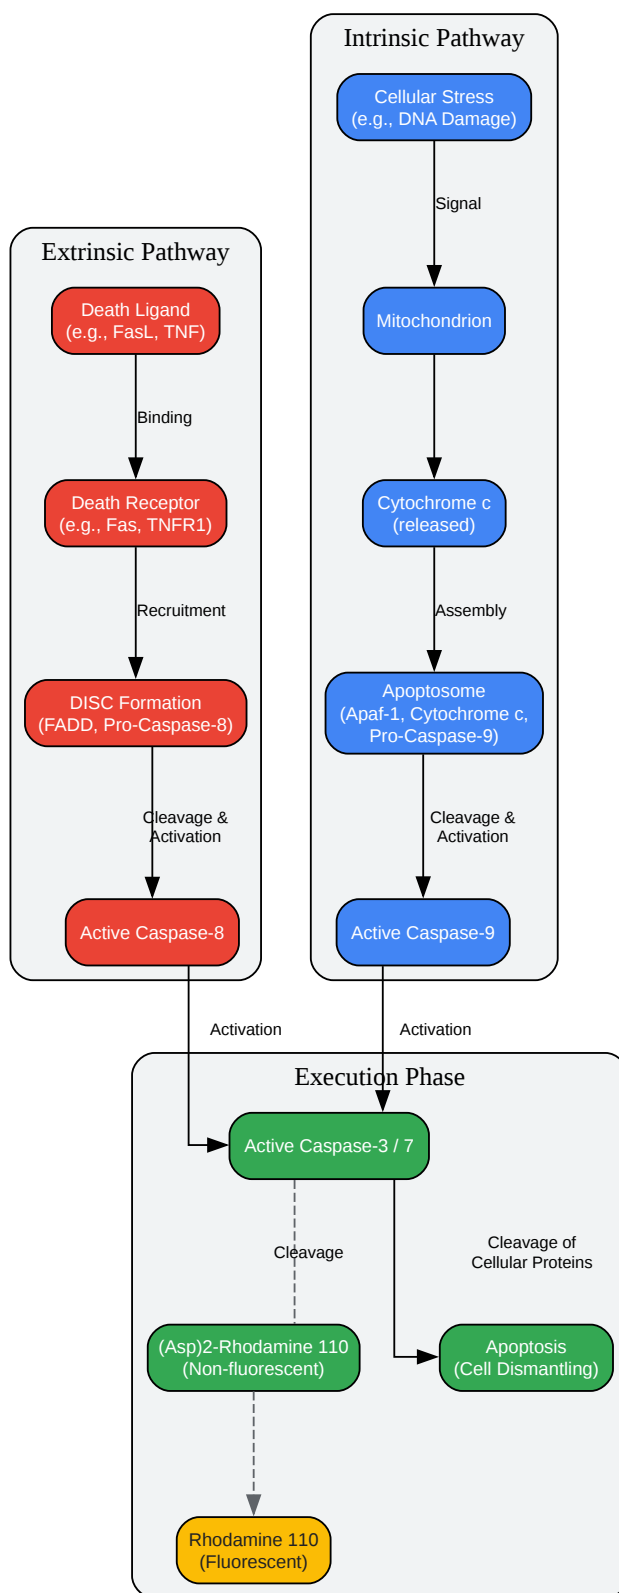 Intrinsic Pathway
Cellular Stress
(e.g., DNA Damage)
Signal
Mitochondrion
Cytochrome c
(released)
Assembly
Apoptosome
(Apaf-1, Cytochrome c,
Pro-Caspase-9)
Cleavage &
Activation
Active Caspase-9
Activation
Extrinsic Pathway
Death Ligand
(e.g., FasL, TNF)
Binding
Death Receptor
(e.g., Fas, TNFR1)
Recruitment
DISC Formation
(FADD, Pro-Caspase-8)
Cleavage &
Activation
Active Caspase-8
Activation
Execution Phase
Active Caspase-3 / 7
Cleavage
Cleavage of
Cellular Proteins
(Asp)2-Rhodamine 110
(Non-fluorescent)
Apoptosis
(Cell Dismantling)
Rhodamine 110
(Fluorescent)